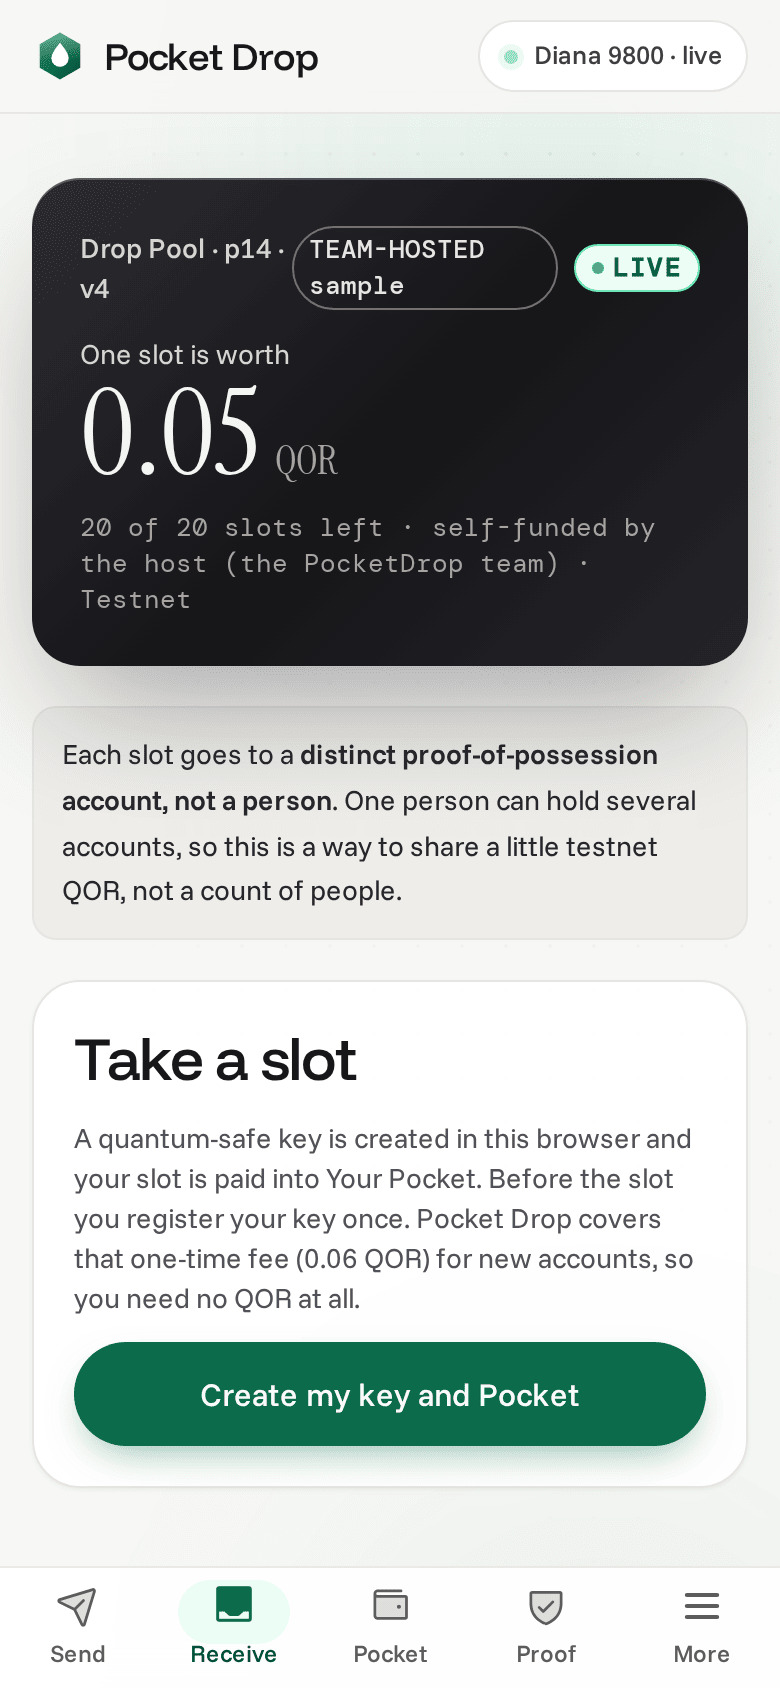 Pocket Drop
Diana 9800 · live
Drop Pool · p14 ·
v4
TEAM-HOSTED
sample
LIVE
One slot is worth
0.05 QOR
20 of 20 slots left · self-funded by
the host (the PocketDrop team) ·
Testnet
Each slot goes to a distinct proof-of-possession
account, not a person. One person can hold several
accounts, so this is a way to share a little testnet
QOR, not a count of people.
Take a slot
A quantum-safe key is created in this browser and
your slot is paid into Your Pocket. Before the slot
you register your key once. Pocket Drop covers
that one-time fee (0.06 QOR) for new accounts, so
you need no QOR at all.
Create my key and Pocket
Send
Receive
Pocket
Proof
More